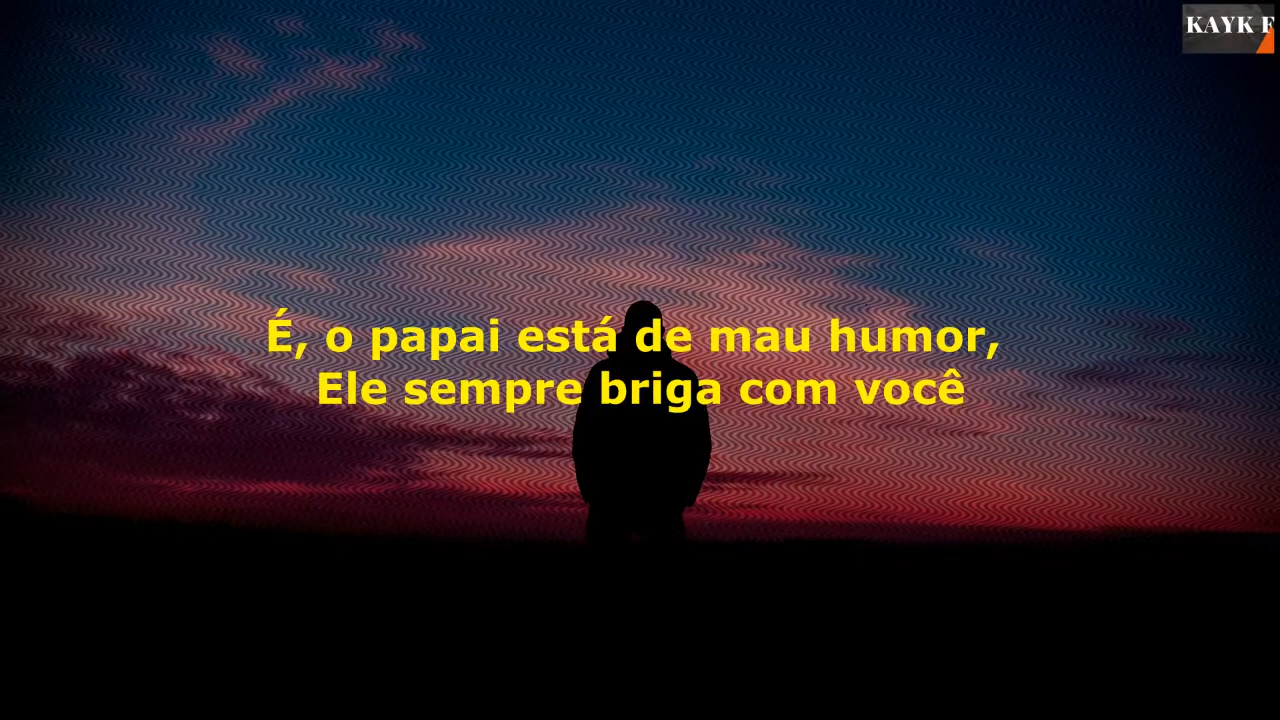 KAYK F
É, o papai está de mau humor,
Ele sempre briga com você